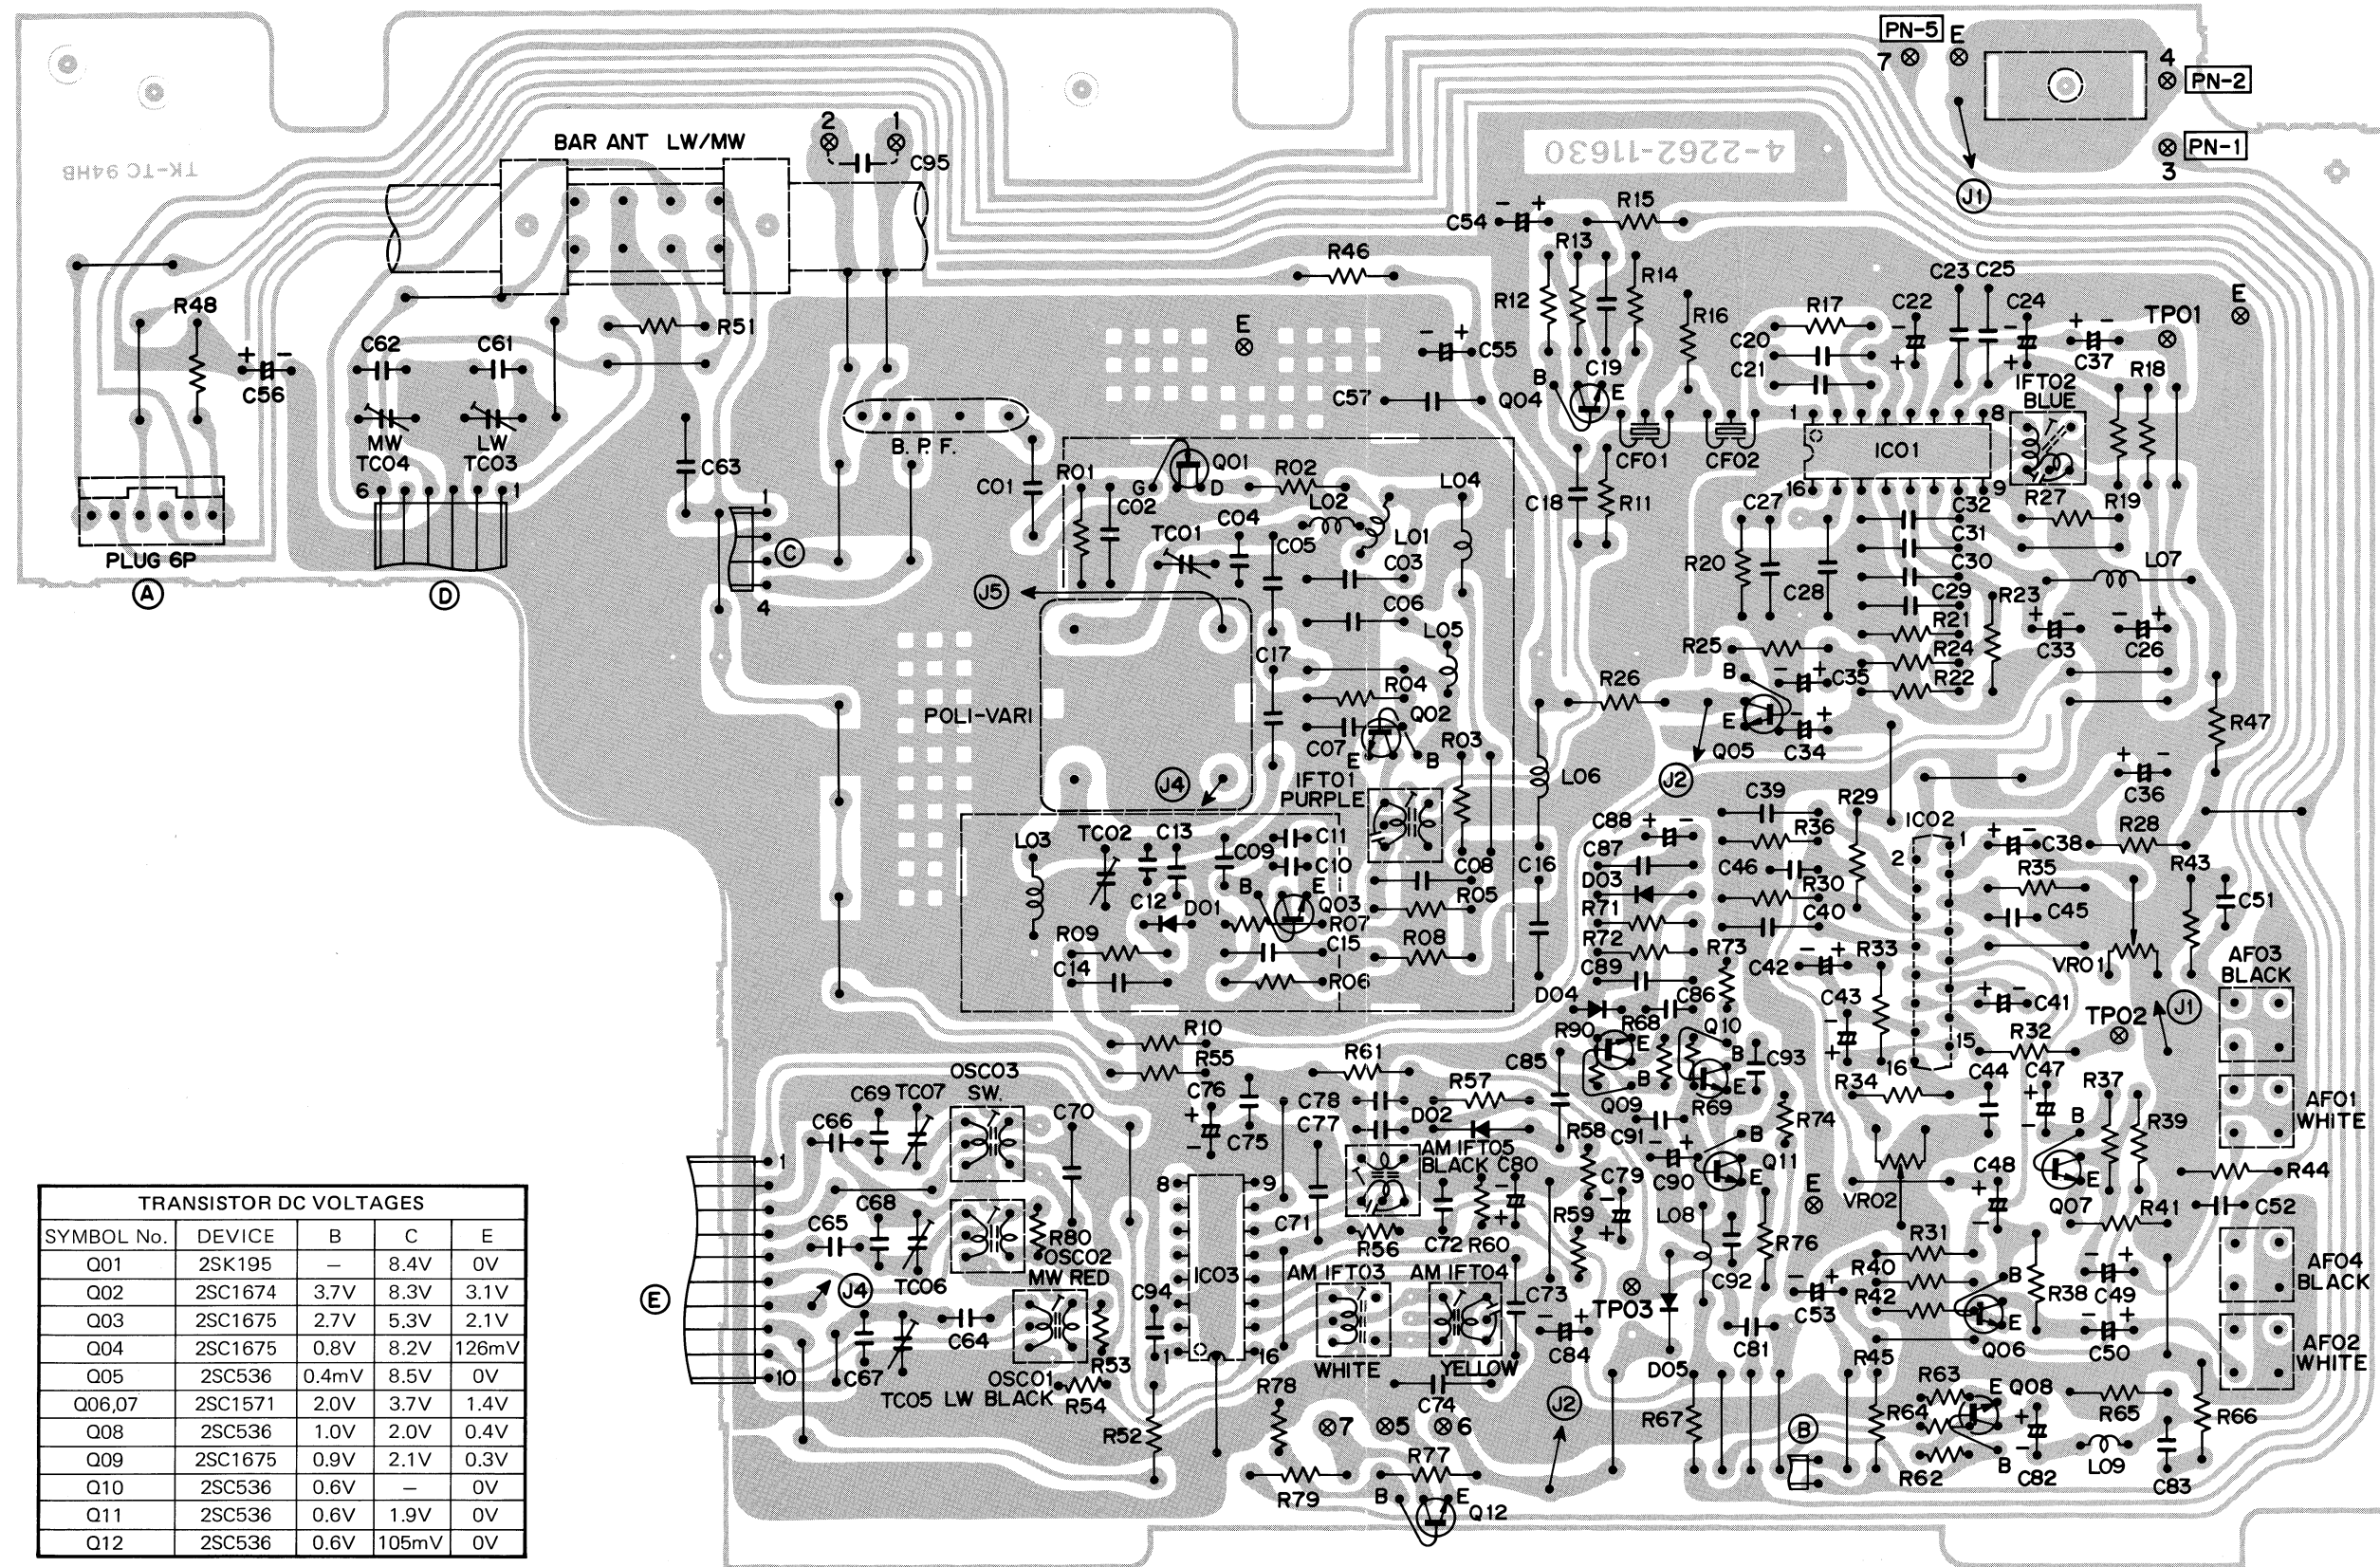 PN-5 E
7
4
PN-2
PN-1
3
J1
BAR ANT LW/MW
2 1
C95
TK-TC94HB
4-2262-11630
C54 - +
R15
R13
R46
R14
R12
R16
C23 C25
C22
C24
R17
E
TP01
E
R48
R51
C62
C61
C56
C55
C57
Q04
C19
B
E
C20
C21
C37
IFT02
BLUE
R18
MW
TC04
LW
TC03
B. P. F.
C63
C01
R01
C02
G
D
Q01
R02
L02
L04
CF01
CF02
1
8
IC01
16
9
C18
R11
C27
C32
R27
R19
6
1
PLUG 6P
A
D
1
C
4
TC01
C04
C05
L01
C03
J5
R20
C28
C31
C30
C29
L07
R23
C06
L05
R21
R25
R24
C33
C26
C17
R04
R26
B
C35
R22
POLI-VARI
Q02
C07
E
B
R03
E
Q05
C34
R47
J4
IFT01
PURPLE
L06
J2
C39
R29
C36
L03
TC02
C13
C11
C09
C10
C88
R36
IC02
1
C38
R28
C08
C16
C87
C46
2
R35
R43
C12
D01
B
E
Q03
R05
D03
R30
C51
R07
R71
C40
C45
R09
C15
R08
R72
R73
R33
VR01
AF03
BLACK
C14
R06
C89
C42
D04
C86
C43
C41
J1
TP02
R10
R90
R68
Q10
15
R32
R55
R61
C85
E
B
C93
16
OSC03
SW.
C69
TC07
C76
R57
B
E
R34
C44
C47
R37
C66
C70
C78
C77
D02
Q09
R69
R74
AF01
WHITE
C75
R58
C91
B
B
R39
1
AM IFT05
BLACK
C80
Q11
E
8
9
C79
C90
E
VR02
C48
E
Q07
R44
C68
C65
R80
C71
L08
E
R41
C52
R56
C72
R60
R59
R76
R31
OSC02
MW RED
TC06
IC03
AM IFT03
AM IFT04
C92
R40
B
R38
C49
AF04
BLACK
E
J4
C94
C73
TP03
C53
R42
E
C64
C67
1
16
C84
C81
Q06
C50
AF02
WHITE
10
R53
WHITE
YELLOW
D05
R45
OSC01
TC05 LW BLACK
R54
R78
C74
J2
R63
E
Q08
R52
7
5
6
R67
B
R64
R65
R66
R77
R62
B
C82
L09
C83
R79
B
E
Q12
TRANSISTOR DC VOLTAGES
SYMBOL No. DEVICE B C E
Q01 2SK195 – 8.4V 0V
Q02 2SC1674 3.7V 8.3V 3.1V
Q03 2SC1675 2.7V 5.3V 2.1V
Q04 2SC1675 0.8V 8.2V 126mV
Q05 2SC536 0.4mV 8.5V 0V
Q06,07 2SC1571 2.0V 3.7V 1.4V
Q08 2SC536 1.0V 2.0V 0.4V
Q09 2SC1675 0.9V 2.1V 0.3V
Q10 2SC536 0.6V – 0V
Q11 2SC536 0.6V 1.9V 0V
Q12 2SC536 0.6V 105mV 0V